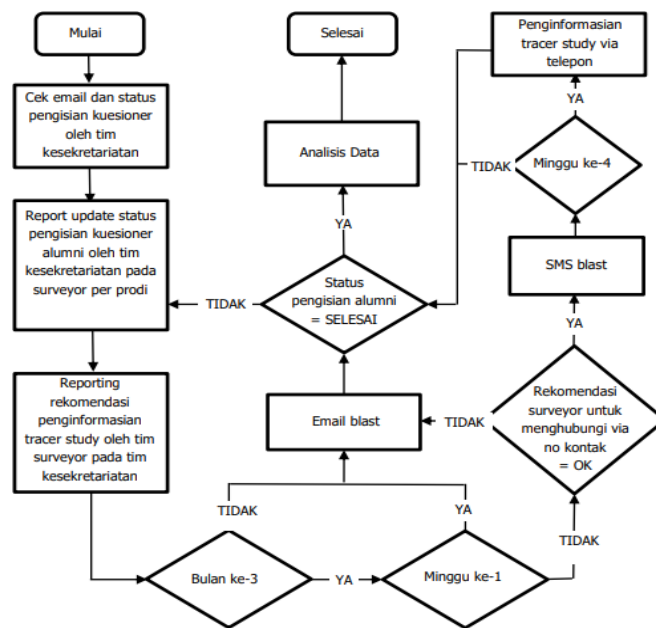 Mulai
Selesai
Penginformasian
tracer study via
telepon
Cek email dan status
pengisian kuesioner
oleh tim
kesekretariatan
Analisis Data
YA
TIDAK
Minggu ke-4
Report update status
pengisian kuesioner
alumni oleh tim
kesekretariatan pada
surveyor per prodi
YA
SMS blast
TIDAK
Status
pengisian alumni
= SELESAI
YA
Reporting
rekomendasi
penginformasian
tracer study oleh tim
surveyor pada tim
kesekretariatan
Email blast
TIDAK
Rekomendasi
surveyor untuk
menghubungi via
no kontak
= OK
TIDAK
YA
TIDAK
Bulan ke-3
YA
Minggu ke-1